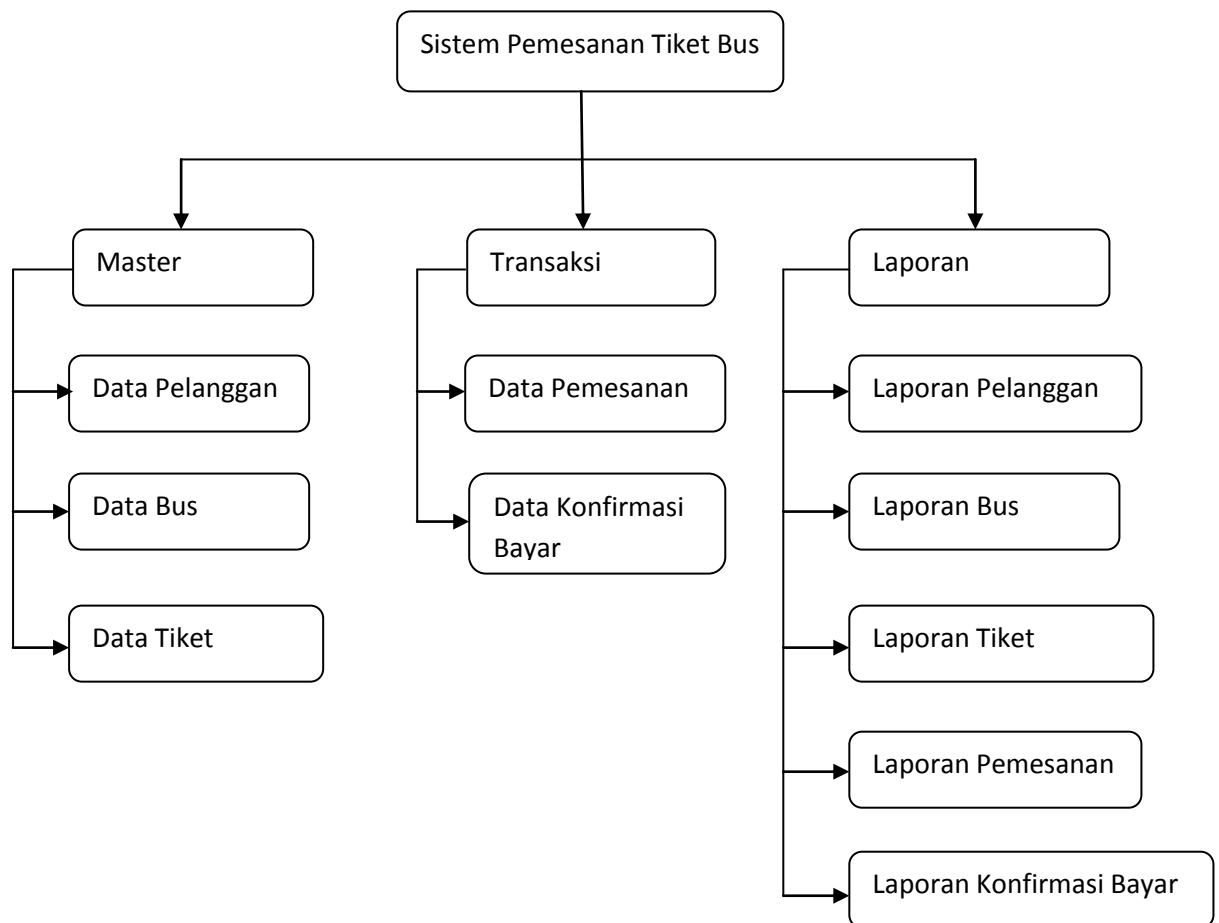 Sistem Pemesanan Tiket Bus
Master
Transaksi
Laporan
Data Pelanggan
Data Pemesanan
Laporan Pelanggan
Data Bus
Data Konfirmasi
Bayar
Laporan Bus
Data Tiket
Laporan Tiket
Laporan Pemesanan
Laporan Konfirmasi Bayar